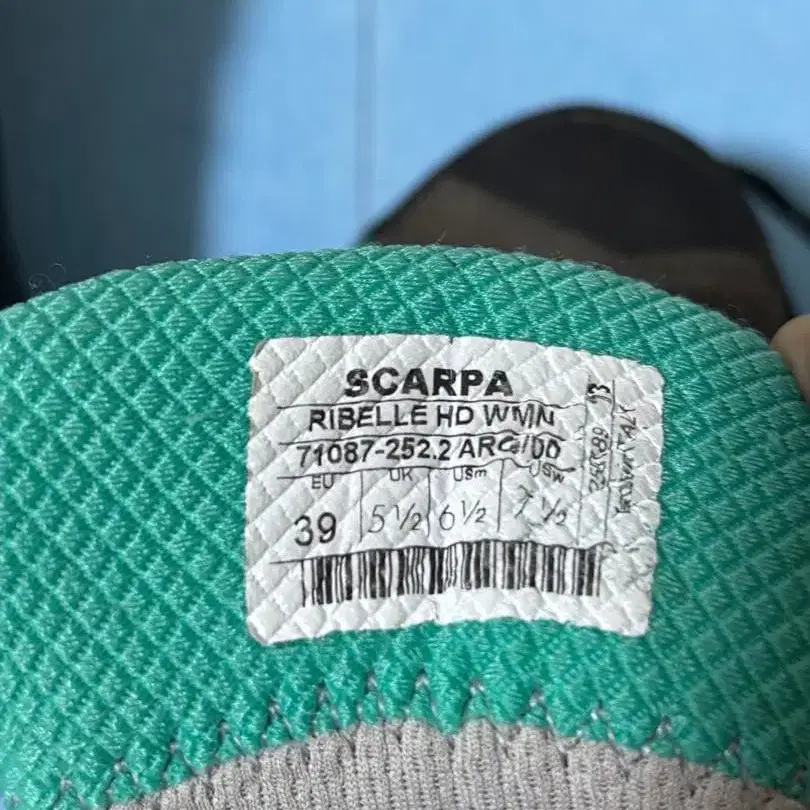 SCARPA
RIBELLE HD WMN
71087-252.2 ARG/DD
EU UK USm USw
39 5½ 6½ 7½